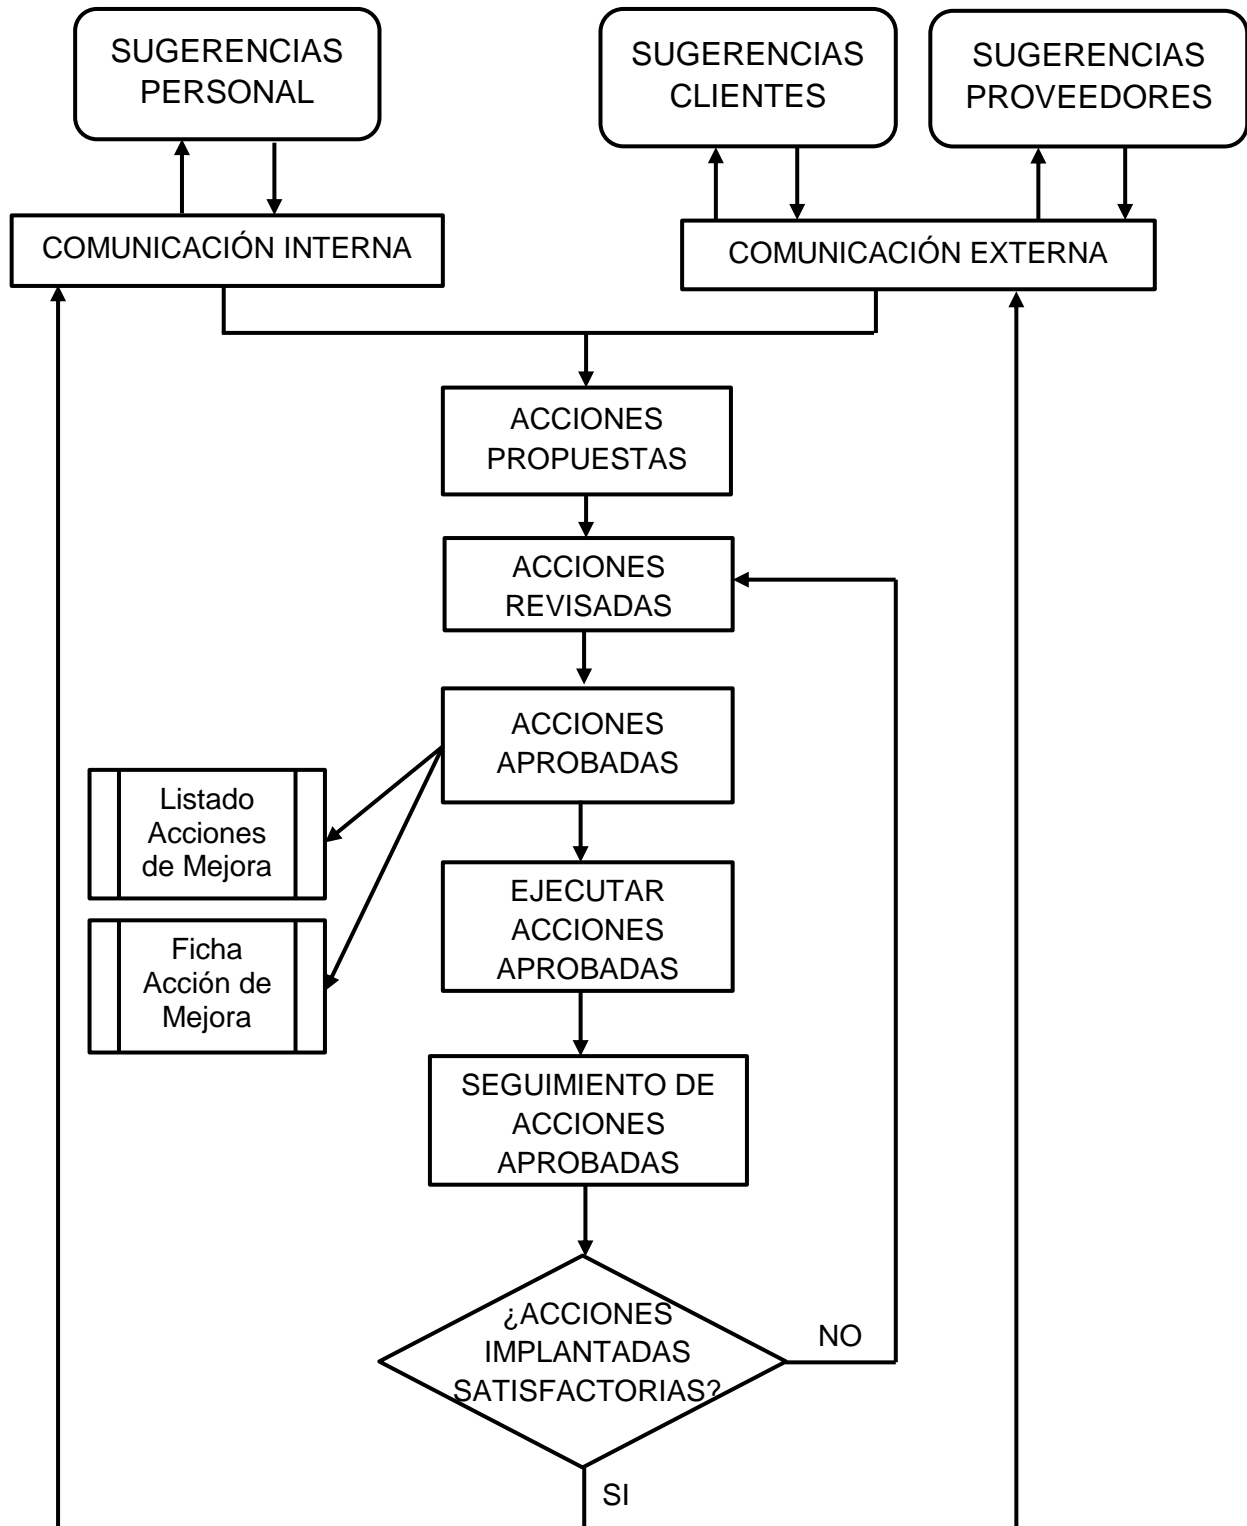 SUGERENCIAS
PERSONAL
SUGERENCIAS
CLIENTES
SUGERENCIAS
PROVEEDORES
COMUNICACIÓN INTERNA
COMUNICACIÓN EXTERNA
ACCIONES
PROPUESTAS
ACCIONES
REVISADAS
ACCIONES
APROBADAS
Listado
Acciones
de Mejora
EJECUTAR
ACCIONES
APROBADAS
Ficha
Acción de
Mejora
SEGUIMIENTO DE
ACCIONES
APROBADAS
¿ACCIONES
IMPLANTADAS
SATISFACTORIAS?
NO
SI